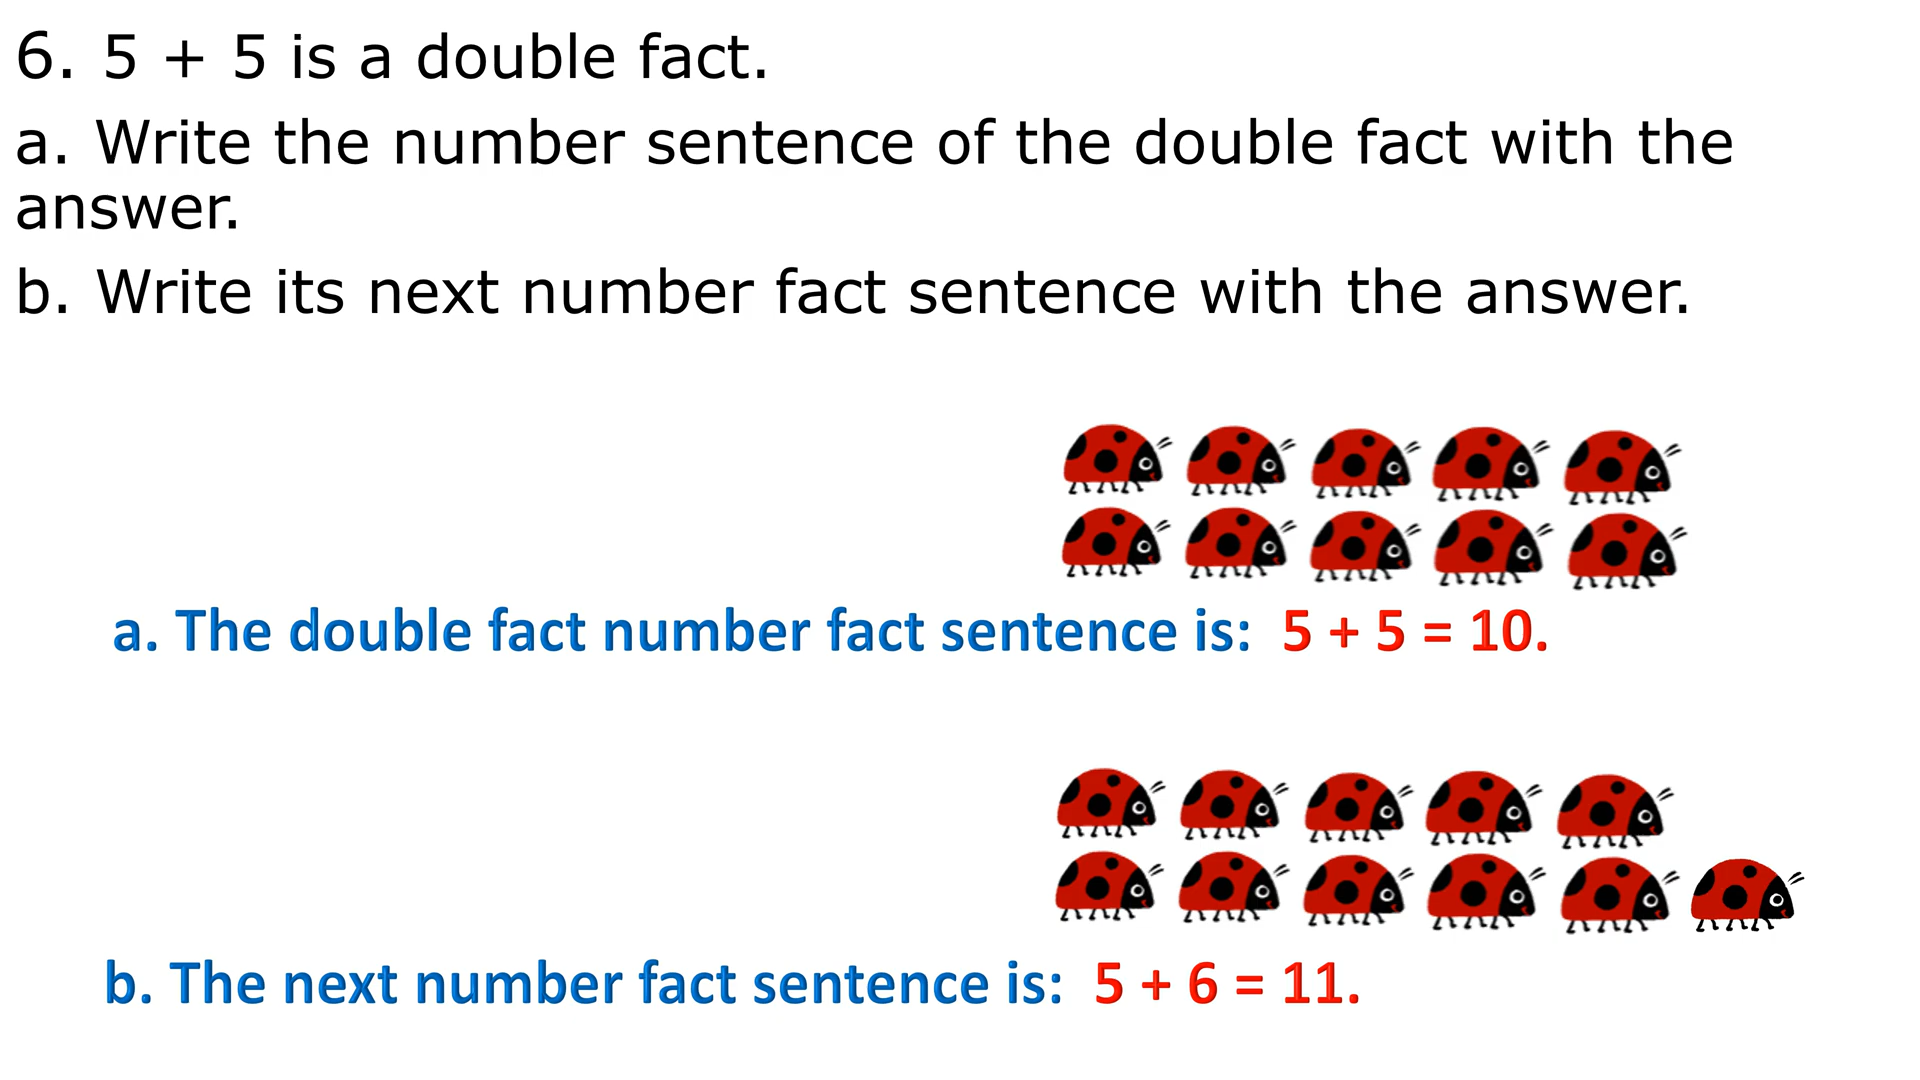 6. 5 + 5 is a double fact.
a. Write the number sentence of the double fact with the
answer.
b. Write its next number fact sentence with the answer.
a. The double fact number fact sentence is: 5 + 5 = 10.
b. The next number fact sentence is: 5 + 6 = 11.